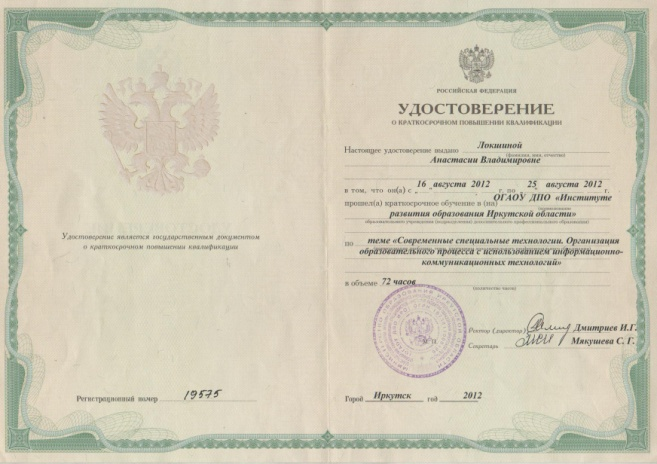 Удостоверение является государственным документом
о краткосрочном повышении квалификации
Регистрационный номер 19575
РОССИЙСКАЯ ФЕДЕРАЦИЯ
УДОСТОВЕРЕНИЕ
О КРАТКОСРОЧНОМ ПОВЫШЕНИИ КВАЛИФИКАЦИИ
Настоящее удостоверение выдано Локшиной
(фамилия, имя, отчество)
Анастасии Владимировне
в том, что он(а) с „ 16 „ августа 2012 г. по „ 25 „ августа 2012 г.
прошел(а) краткосрочное обучение в (на) ОГАОУ ДПО «Институте
развития образования Иркутской области»
образовательного учреждения (подразделения) дополнительного профессионального образования)
по теме «Современные специальные технологии. Организация
образовательного процесса с использованием информационно-
коммуникационных технологий»
в объеме 72 часов
(количество часов)
М.П.
Ректор (директор) Дмитриев И.Г.
Секретарь Мякушева С. Г.
Город Иркутск год 2012